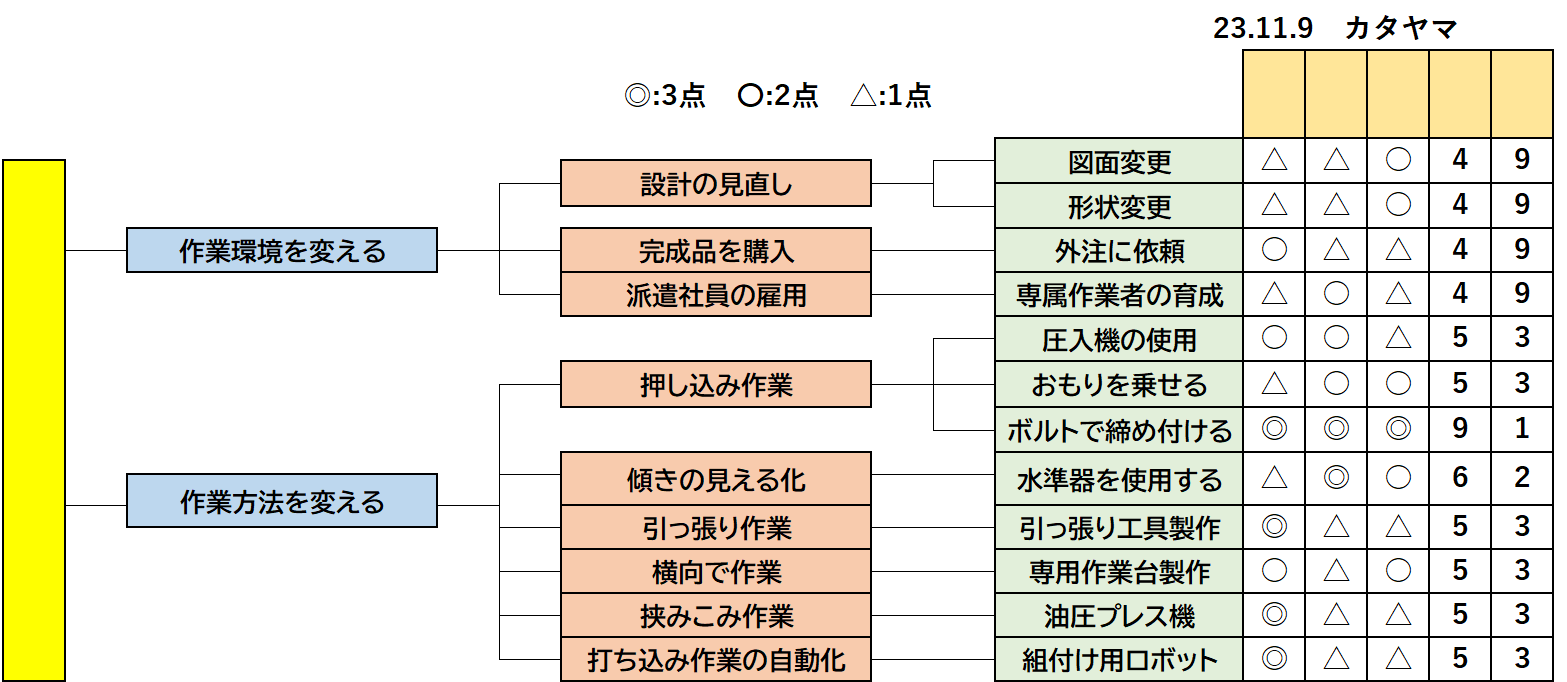 23.11.9 カタヤマ
◎:3点 〇:2点 △:1点
図面変更 △ △ 〇 4 9
設計の見直し
形状変更 △ △ 〇 4 9
作業環境を変える 完成品を購入 外注に依頼 〇 △ △ 4 9
派遣社員の雇用 専属作業者の育成 △ 〇 △ 4 9
圧入機の使用 〇 〇 △ 5 3
押し込み作業 おもりを乗せる △ 〇 〇 5 3
ボルトで締め付ける ◎ ◎ ◎ 9 1
傾きの見える化 水準器を使用する △ ◎ 〇 6 2
作業方法を変える
引っ張り作業 引っ張り工具製作 ◎ △ △ 5 3
横向で作業 専用作業台製作 〇 △ 〇 5 3
挟みこみ作業 油圧プレス機 ◎ △ △ 5 3
打ち込み作業の自動化 組付け用ロボット ◎ △ △ 5 3